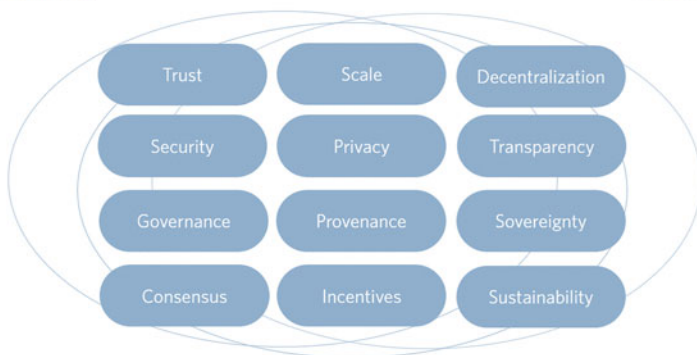 Trust
Scale
Decentralization
Security
Privacy
Transparency
Governance
Provenance
Sovereignty
Consensus
Incentives
Sustainability